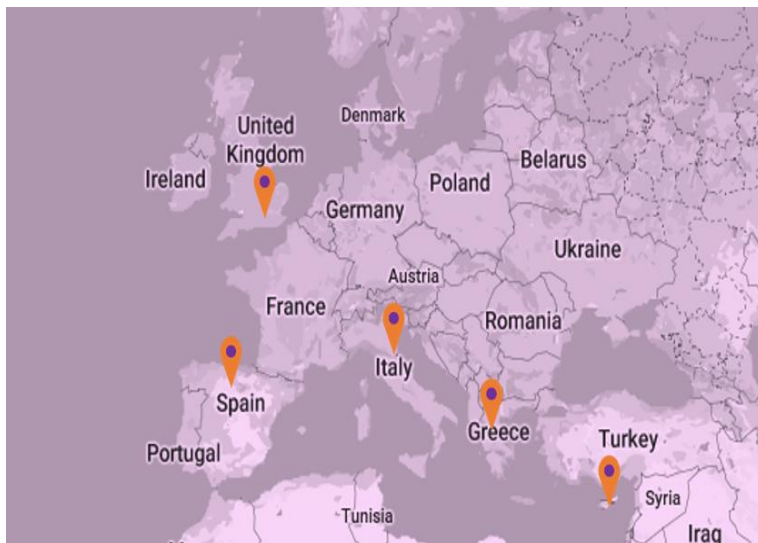 Denmark
United
Kingdom
Belarus
Ireland
Poland
Germany
Ukraine
Austria
France
Romania
Italy
Spain
Greece
Turkey
Portugal
Syria
Tunisia
Iraq